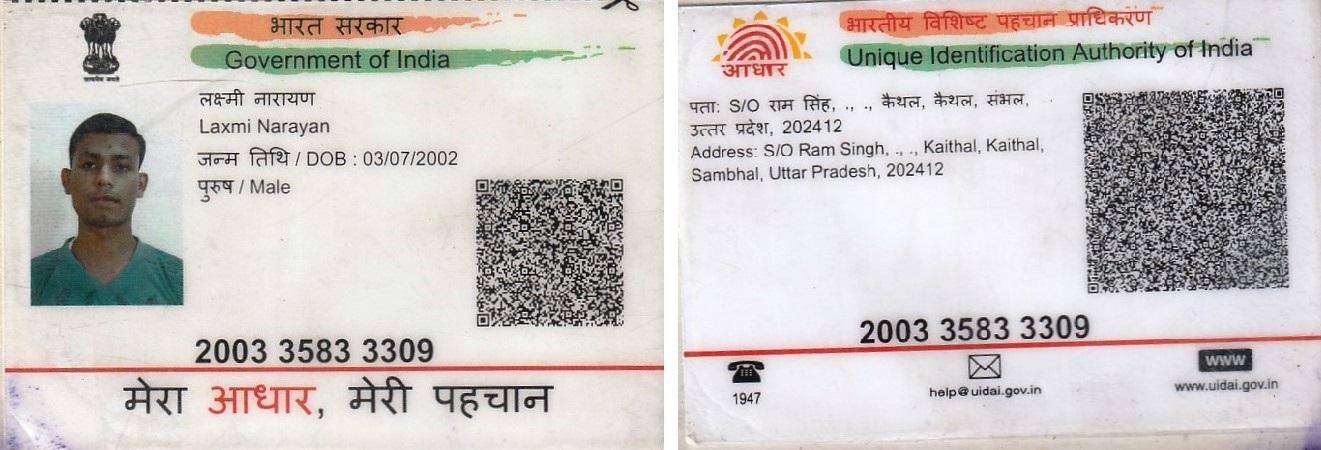 भारत सरकार
Government of India
लक्ष्मी नारायण
Laxmi Narayan
जन्म तिथि / DOB : 03/07/2002
पुरुष / Male
2003 3583 3309
मेरा आधार, मेरी पहचान
भारतीय विशिष्ट पहचान प्राधिकरण
Unique Identification Authority of India
आधार
पता: S/O राम सिंह, ., ., कैथल, कैथल, संभल,
उत्तर प्रदेश, 202412
Address: S/O Ram Singh, ., ., Kaithal, Kaithal,
Sambhal, Uttar Pradesh, 202412
2003 3583 3309
1947
help@uidai.gov.in
www
www.uidai.gov.in